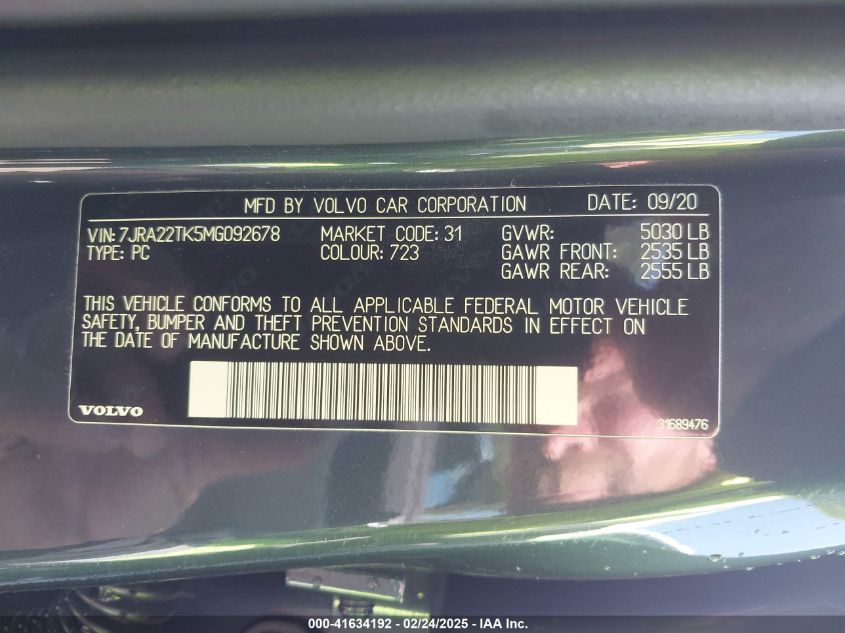 MFD BY VOLVO CAR CORPORATION DATE: 09/20
VIN: 7JRA22TK5MG092678 MARKET CODE: 31 GVWR: 5030 LB
TYPE: PC COLOUR: 723 GAWR FRONT: 2535 LB
GAWR REAR: 2555 LB
THIS VEHICLE CONFORMS TO ALL APPLICABLE FEDERAL MOTOR VEHICLE
SAFETY, BUMPER AND THEFT PREVENTION STANDARDS IN EFFECT ON
THE DATE OF MANUFACTURE SHOWN ABOVE.
VOLVO 31689476
000-41634192 - 02/24/2025 - IAA Inc.